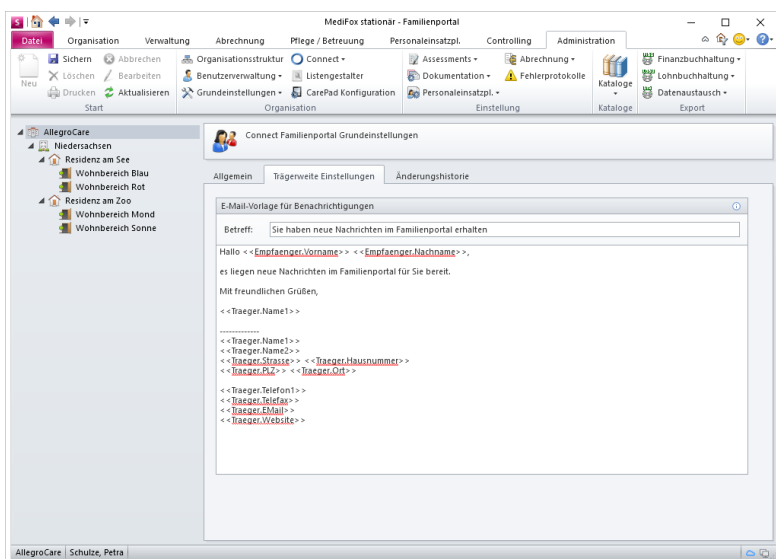 MediFox stationär - Familienportal
Datei Organisation Verwaltung Abrechnung Pflege / Betreuung Personaleinsatzpl. Controlling Administration
Neu
Sichern
Löschen
Drucken
Abbrechen
Bearbeiten
Aktualisieren
Start
Organisationsstruktur
Benutzerverwaltung
Grundeinstellungen
Connect
Listengestalter
CarePad Konfiguration
Organisation
Assessments
Dokumentation
Personaleinsatzpl.
Abrechnung
Fehlerprotokolle
Einstellung
Kataloge
Kataloge
Finanzbuchhaltung
Lohnbuchhaltung
Datenaustausch
Export
AllegroCare
Niedersachsen
Residenz am See
Wohnbereich Blau
Wohnbereich Rot
Residenz am Zoo
Wohnbereich Mond
Wohnbereich Sonne
Connect Familienportal Grundeinstellungen
Allgemein Trägerweite Einstellungen Änderungshistorie
E-Mail-Vorlage für Benachrichtigungen
Betreff: Sie haben neue Nachrichten im Familienportal erhalten
Hallo <<Empfaenger.Vorname>> <<Empfaenger.Nachname>>,
es liegen neue Nachrichten im Familienportal für Sie bereit.
Mit freundlichen Grüßen,
<<Traeger.Name1>>
-------------
<<Traeger.Name1>>
<<Traeger.Name2>>
<<Traeger.Strasse>> <<Traeger.Hausnummer>>
<<Traeger.PLZ>> <<Traeger.Ort>>
<<Traeger.Telefon1>>
<<Traeger.Telefax>>
<<Traeger.EMail>>
<<Traeger.Website>>
AllegroCare Schulze, Petra